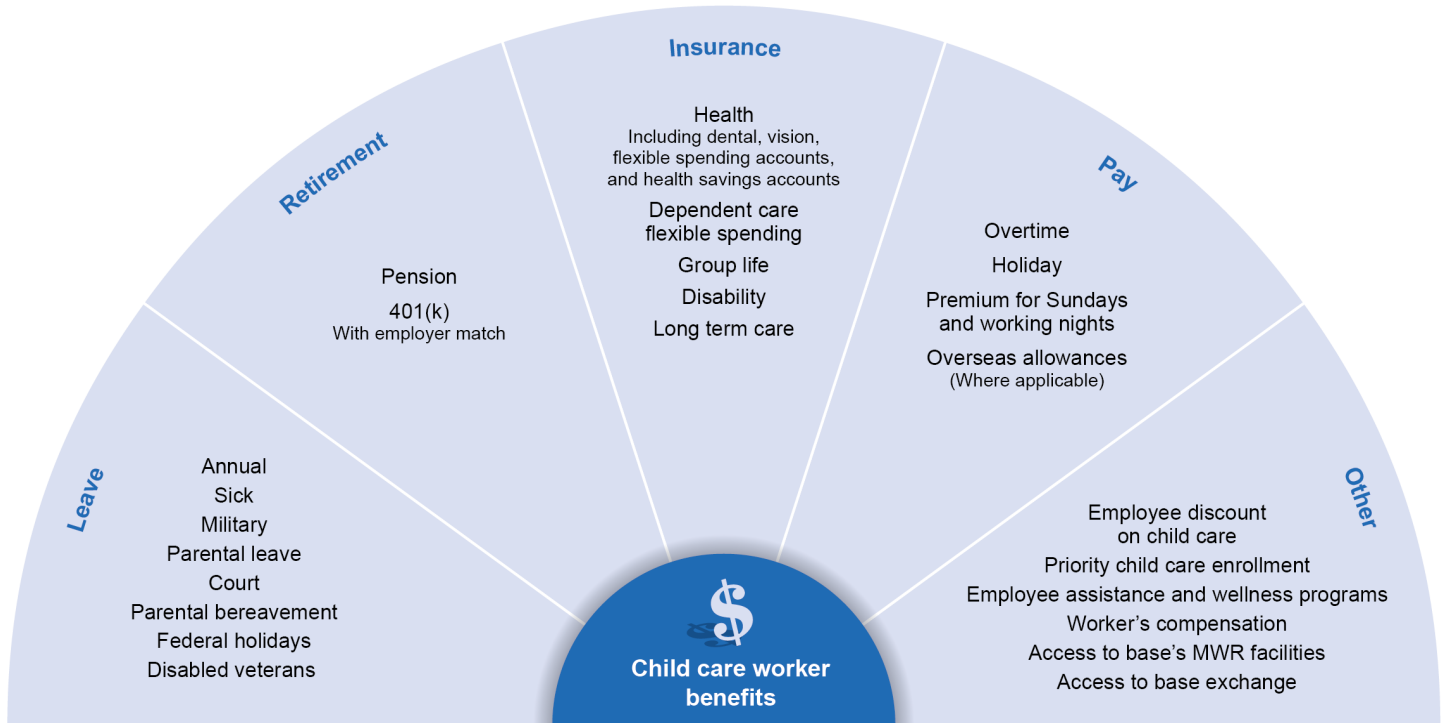 Leave
Annual
Sick
Military
Parental leave
Court
Parental bereavement
Federal holidays
Disabled veterans
Retirement
Pension
401(k)
With employer match
Insurance
Health
Including dental, vision,
flexible spending accounts,
and health savings accounts
Dependent care
flexible spending
Group life
Disability
Long term care
Pay
Overtime
Holiday
Premium for Sundays
and working nights
Overseas allowances
(Where applicable)
Other
Employee discount
on child care
Priority child care enrollment
Employee assistance and wellness programs
Worker’s compensation
Access to base’s MWR facilities
Access to base exchange
$
Child care worker
benefits